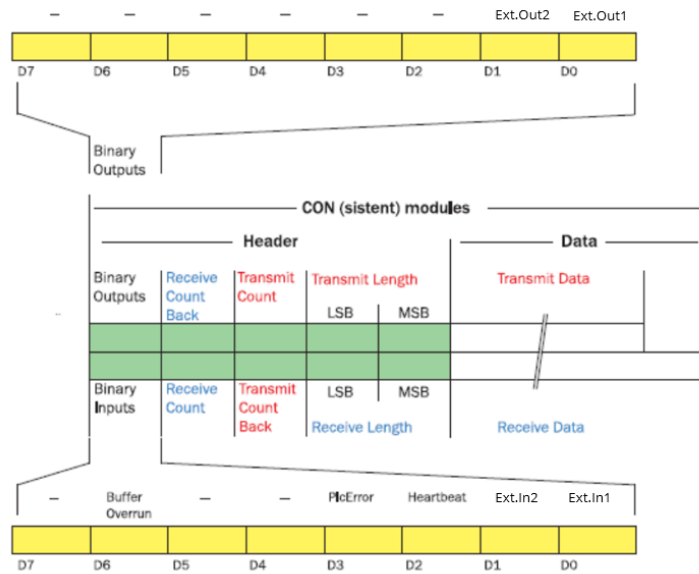 – – – – – – Ext.Out2 Ext.Out1
D7 D6 D5 D4 D3 D2 D1 D0
Binary
Outputs
CON (sistent) modules
Header Data
Binary Receive Transmit Transmit Length Transmit Data
Outputs Count Count
Back LSB MSB
Binary Receive Transmit LSB MSB
Inputs Count Count
Back Receive Length Receive Data
– Buffer – – PlcError Heartbeat Ext.In2 Ext.In1
Overrun
D7 D6 D5 D4 D3 D2 D1 D0